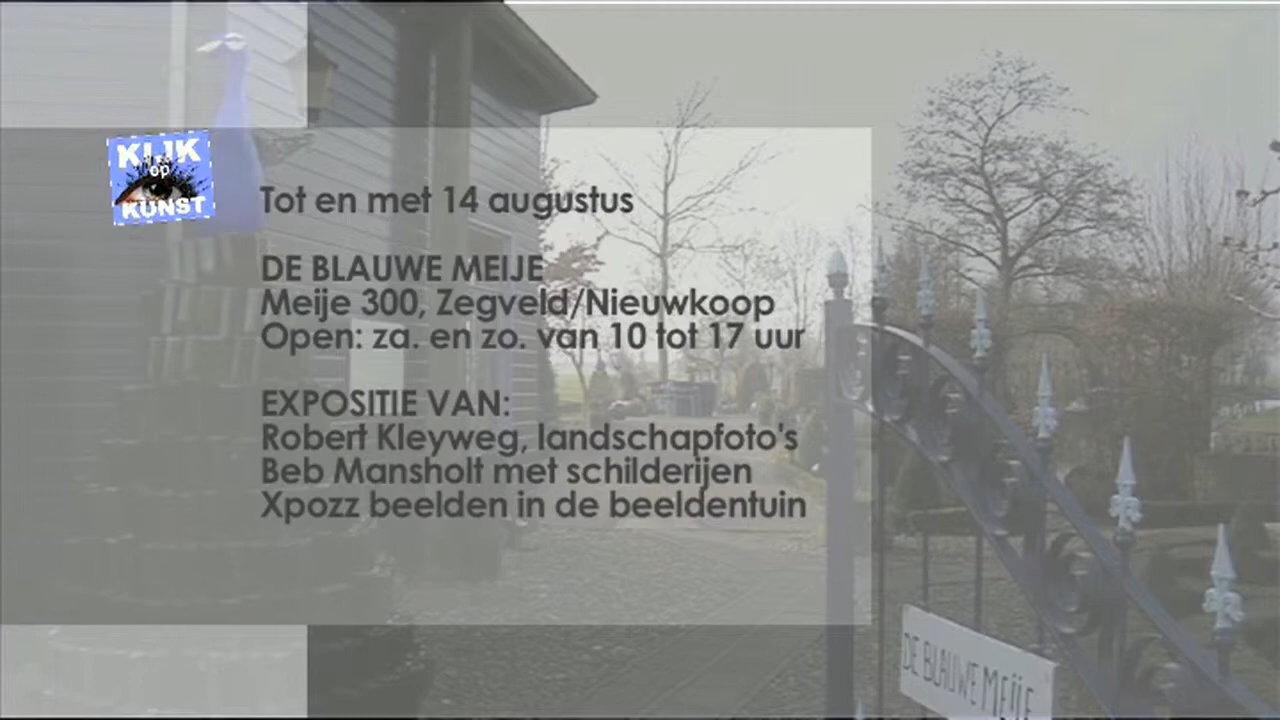 KIJK
op
KUNST
Tot en met 14 augustus
DE BLAUWE MEIJE
Meije 300, Zegveld/Nieuwkoop
Open: za. en zo. van 10 tot 17 uur
EXPOSITIE VAN:
Robert Kleyweg, landschapfoto's
Beb Mansholt met schilderijen
Xpozz beelden in de beeldentuin
DE BLAUWE MEIJE